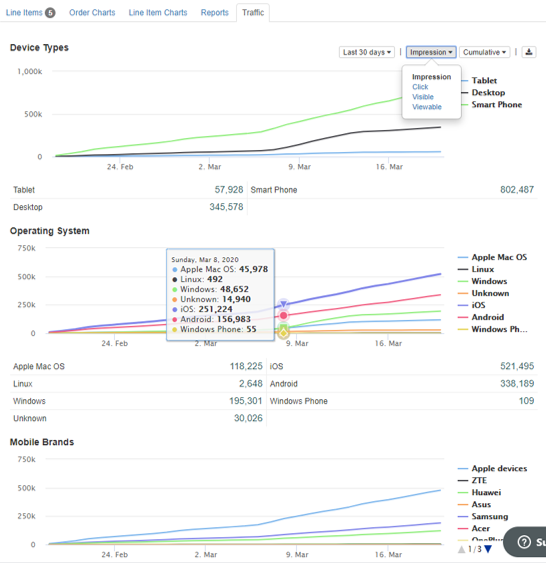 Line Items 5 Order Charts Line Item Charts Reports Traffic
Device Types
Last 30 days | Impression Cumulative |
Impression
Click
Visible
Viewable
1,000k
500k
0
24. Feb 2. Mar 9. Mar 16. Mar
Tablet
Desktop
Smart Phone
Tablet 57,928 Smart Phone 802,487
Desktop 345,578
Operating System
750k
500k
250k
0
Sunday, Mar 8, 2020
Apple Mac OS: 45,978
Linux: 492
Windows: 48,652
Unknown: 14,940
iOS: 251,224
Android: 156,983
Windows Phone: 55
24. Feb 2. Mar 9. Mar 16. Mar
Apple Mac OS
Linux
Windows
Unknown
iOS
Android
Windows Ph...
Apple Mac OS 118,225 iOS 521,495
Linux 2,648 Android 338,189
Windows 195,301 Windows Phone 109
Unknown 30,026
Mobile Brands
750k
500k
250k
0
24. Feb 2. Mar 9. Mar 16. Mar
Apple devices
ZTE
Huawei
Asus
Samsung
Acer
1/3
Su